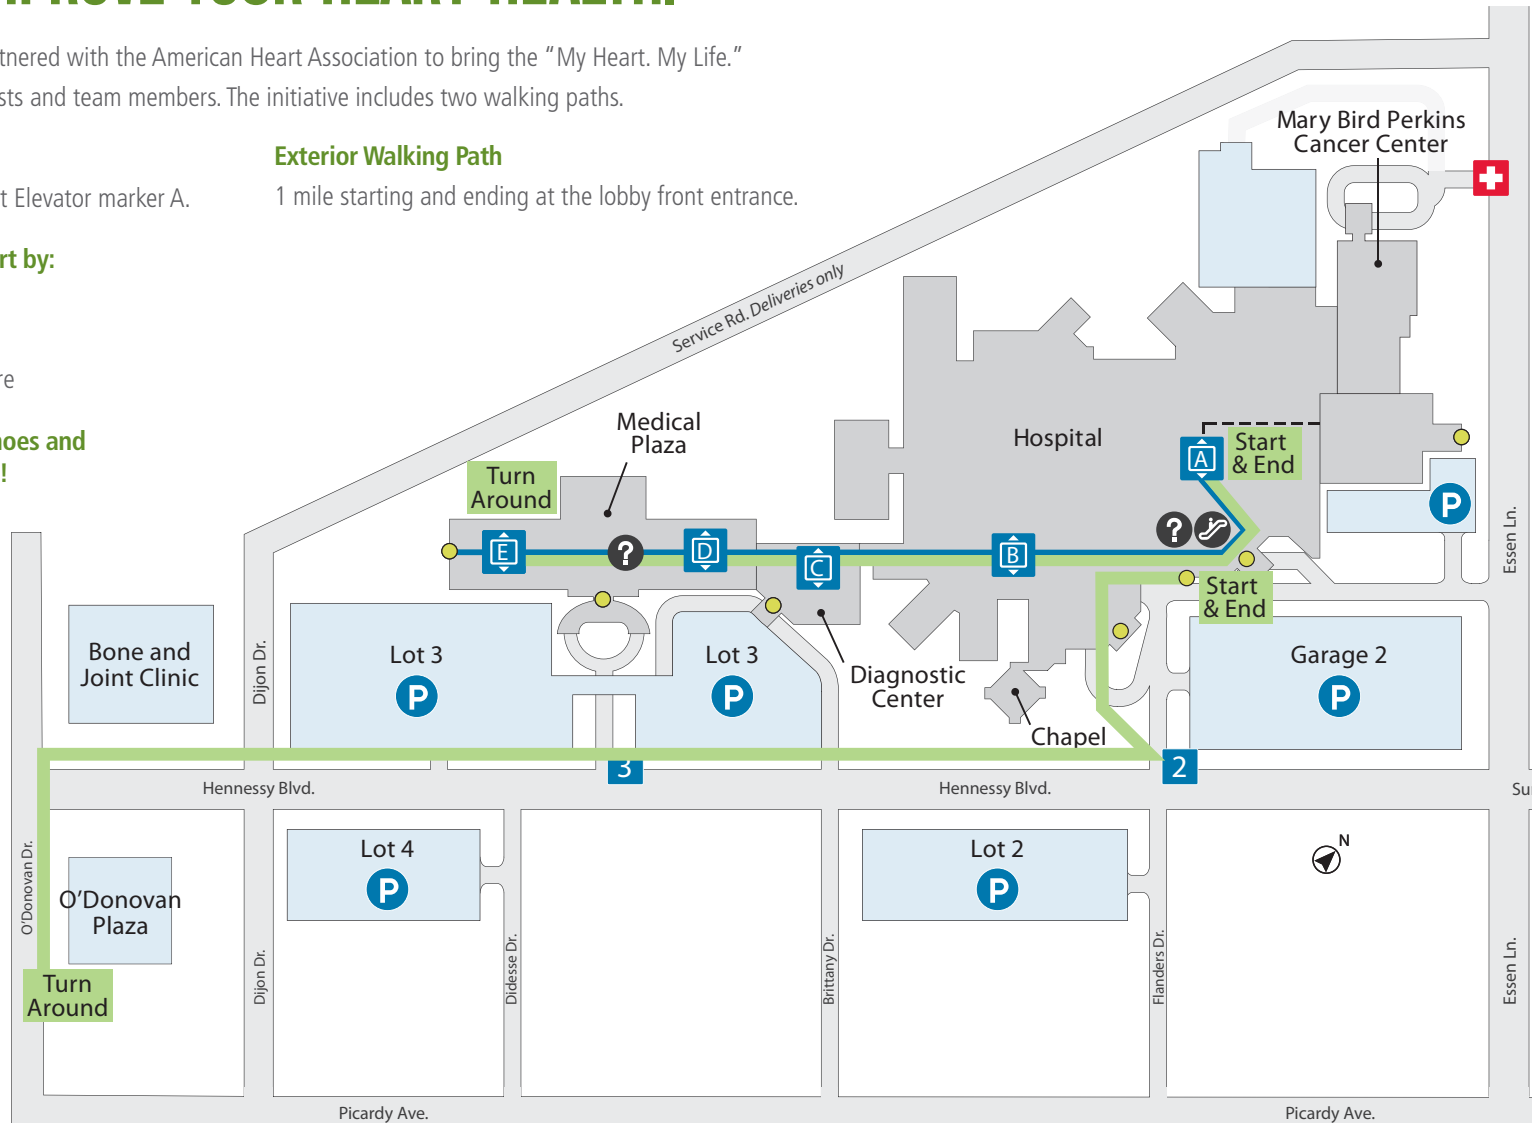 IMPROVE YOUR HEART HEALTH!
tnered with the American Heart Association to bring the “My Heart. My Life.”
sts and team members. The initiative includes two walking paths.
Exterior Walking Path
t Elevator marker A.
1 mile starting and ending at the lobby front entrance.
rt by:
re
oes and
!
Mary Bird Perkins
Cancer Center
Service Rd. Deliveries only
Medical
Plaza
Hospital
Turn
Around
A
Start
& End
P
?
?
E
D
C
B
Essen Ln.
Start
& End
Bone and
Joint Clinic
Dijon Dr.
Lot 3
P
Lot 3
P
Diagnostic
Center
Chapel
Garage 2
P
3
2
Hennessy Blvd.
Hennessy Blvd.
Su
O’Donovan Dr.
O’Donovan
Plaza
Turn
Around
Lot 4
P
Lot 2
P
N
Dijon Dr.
Didesse Dr.
Brittany Dr.
Flanders Dr.
Essen Ln.
Picardy Ave.
Picardy Ave.